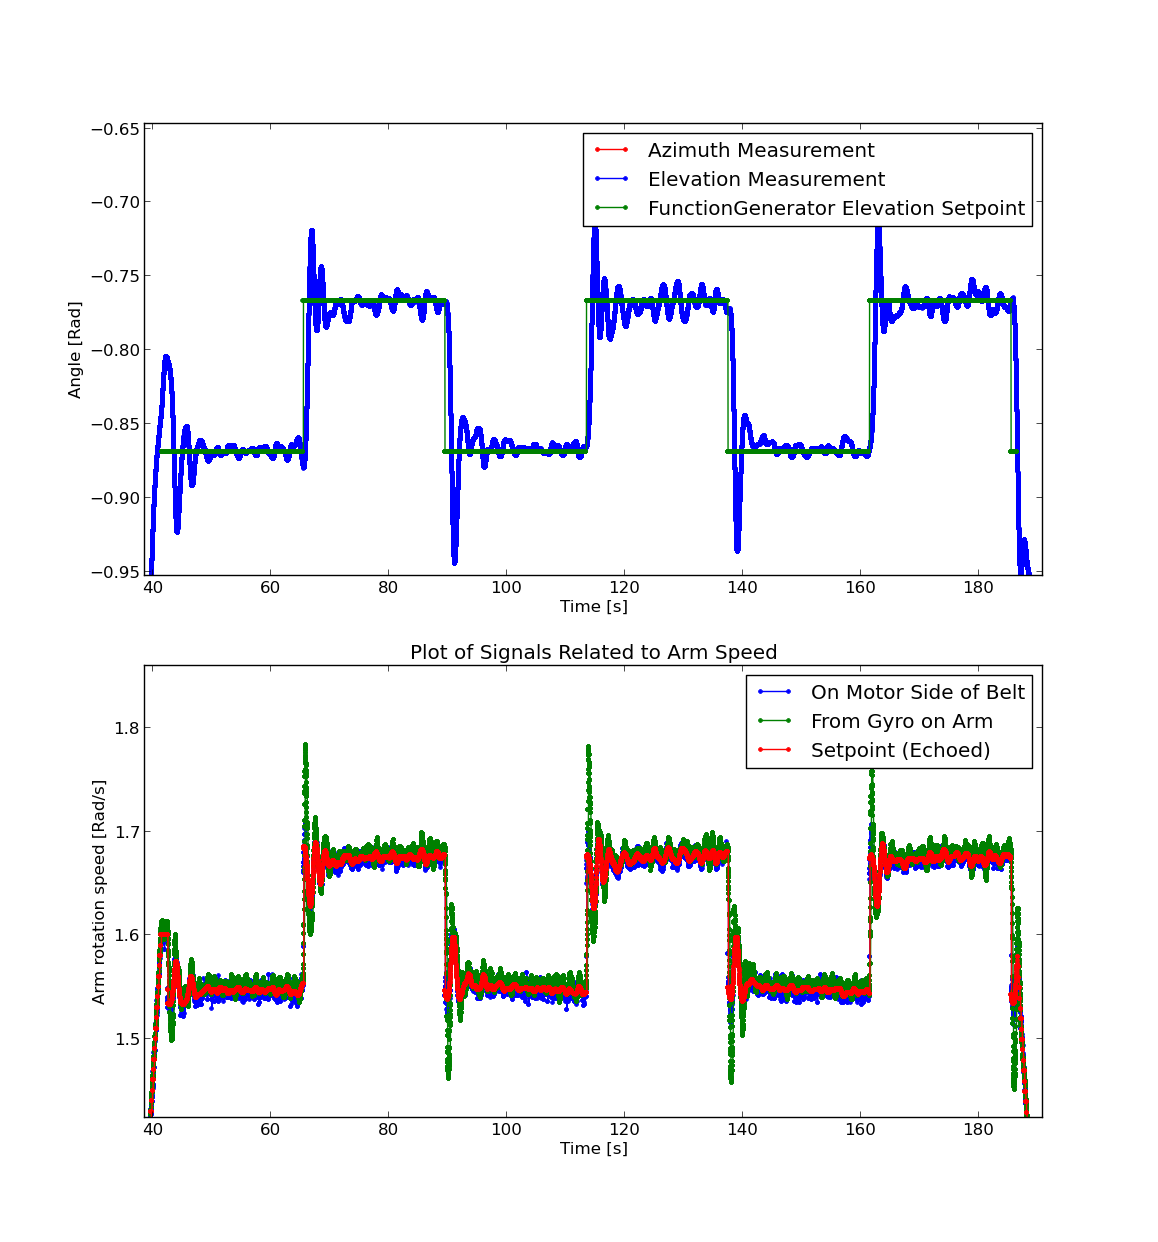 −0.65
−0.70
−0.75
−0.80
−0.85
−0.90
−0.95
Angle [Rad]
Azimuth Measurement
Elevation Measurement
FunctionGenerator Elevation Setpoint
40 60 80 100 120 140 160 180
Time [s]
Plot of Signals Related to Arm Speed
1.8
1.7
1.6
1.5
Arm rotation speed [Rad/s]
On Motor Side of Belt
From Gyro on Arm
Setpoint (Echoed)
40 60 80 100 120 140 160 180
Time [s]